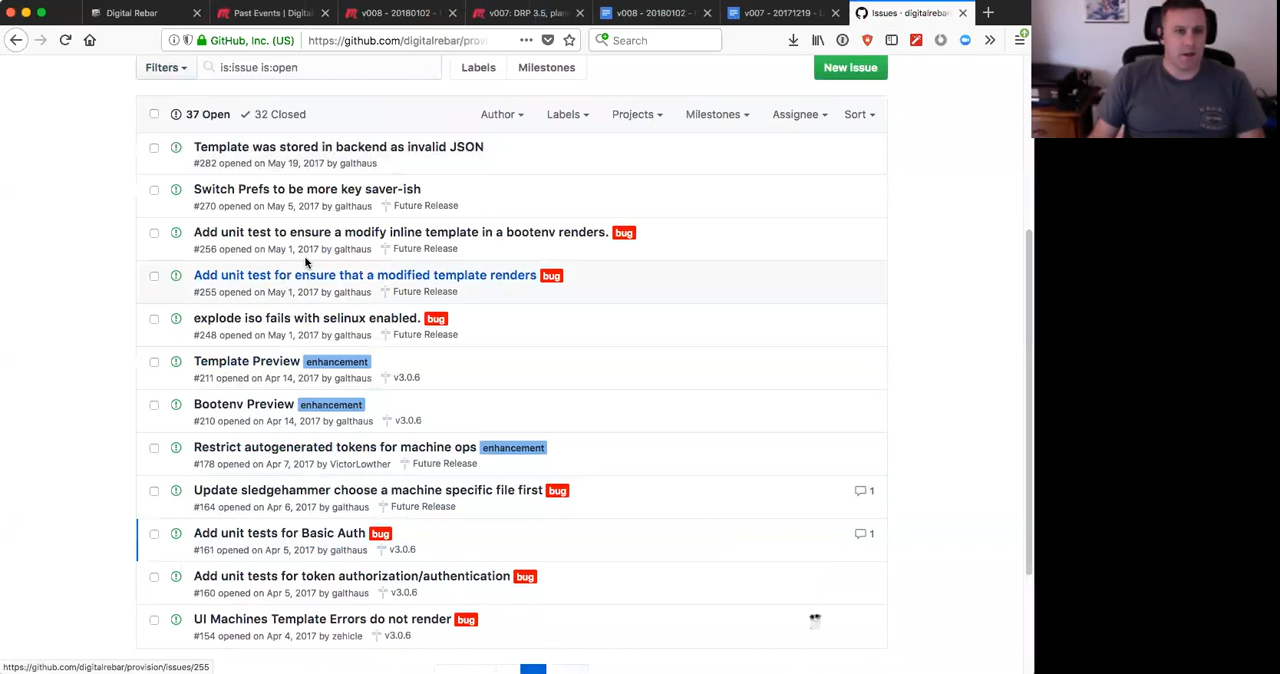 Digital Rebar
Past Events | Digit
v008 - 20180102 -
v007: DRP 3.5, plan
v008 - 20180102 -
v007 - 20171219 - D
Issues - digitalrebar
GitHub, Inc. (US)
https://github.com/digitalrebar/provi
Search
Filters
is:issue is:open
Labels
Milestones
New issue
37 Open
32 Closed
Author
Labels
Projects
Milestones
Assignee
Sort
Template was stored in backend as invalid JSON
#282 opened on May 19, 2017 by galthaus
Switch Prefs to be more key saver-ish
#270 opened on May 5, 2017 by galthaus Future Release
Add unit test to ensure a modify inline template in a bootenv renders. bug
#256 opened on May 1, 2017 by galthaus Future Release
Add unit test for ensure that a modified template renders bug
#255 opened on May 1, 2017 by galthaus Future Release
explode iso fails with selinux enabled. bug
#248 opened on May 1, 2017 by galthaus Future Release
Template Preview enhancement
#211 opened on Apr 14, 2017 by galthaus v3.0.6
Bootenv Preview enhancement
#210 opened on Apr 14, 2017 by galthaus v3.0.6
Restrict autogenerated tokens for machine ops enhancement
#178 opened on Apr 7, 2017 by VictorLowther Future Release
Update sledgehammer choose a machine specific file first bug 1
#164 opened on Apr 6, 2017 by galthaus Future Release
Add unit tests for Basic Auth bug 1
#161 opened on Apr 5, 2017 by galthaus v3.0.6
Add unit tests for token authorization/authentication bug
#160 opened on Apr 5, 2017 by galthaus v3.0.6
UI Machines Template Errors do not render bug
#154 opened on Apr 4, 2017 by zehicle v3.0.6
https://github.com/digitalrebar/provision/issues/255